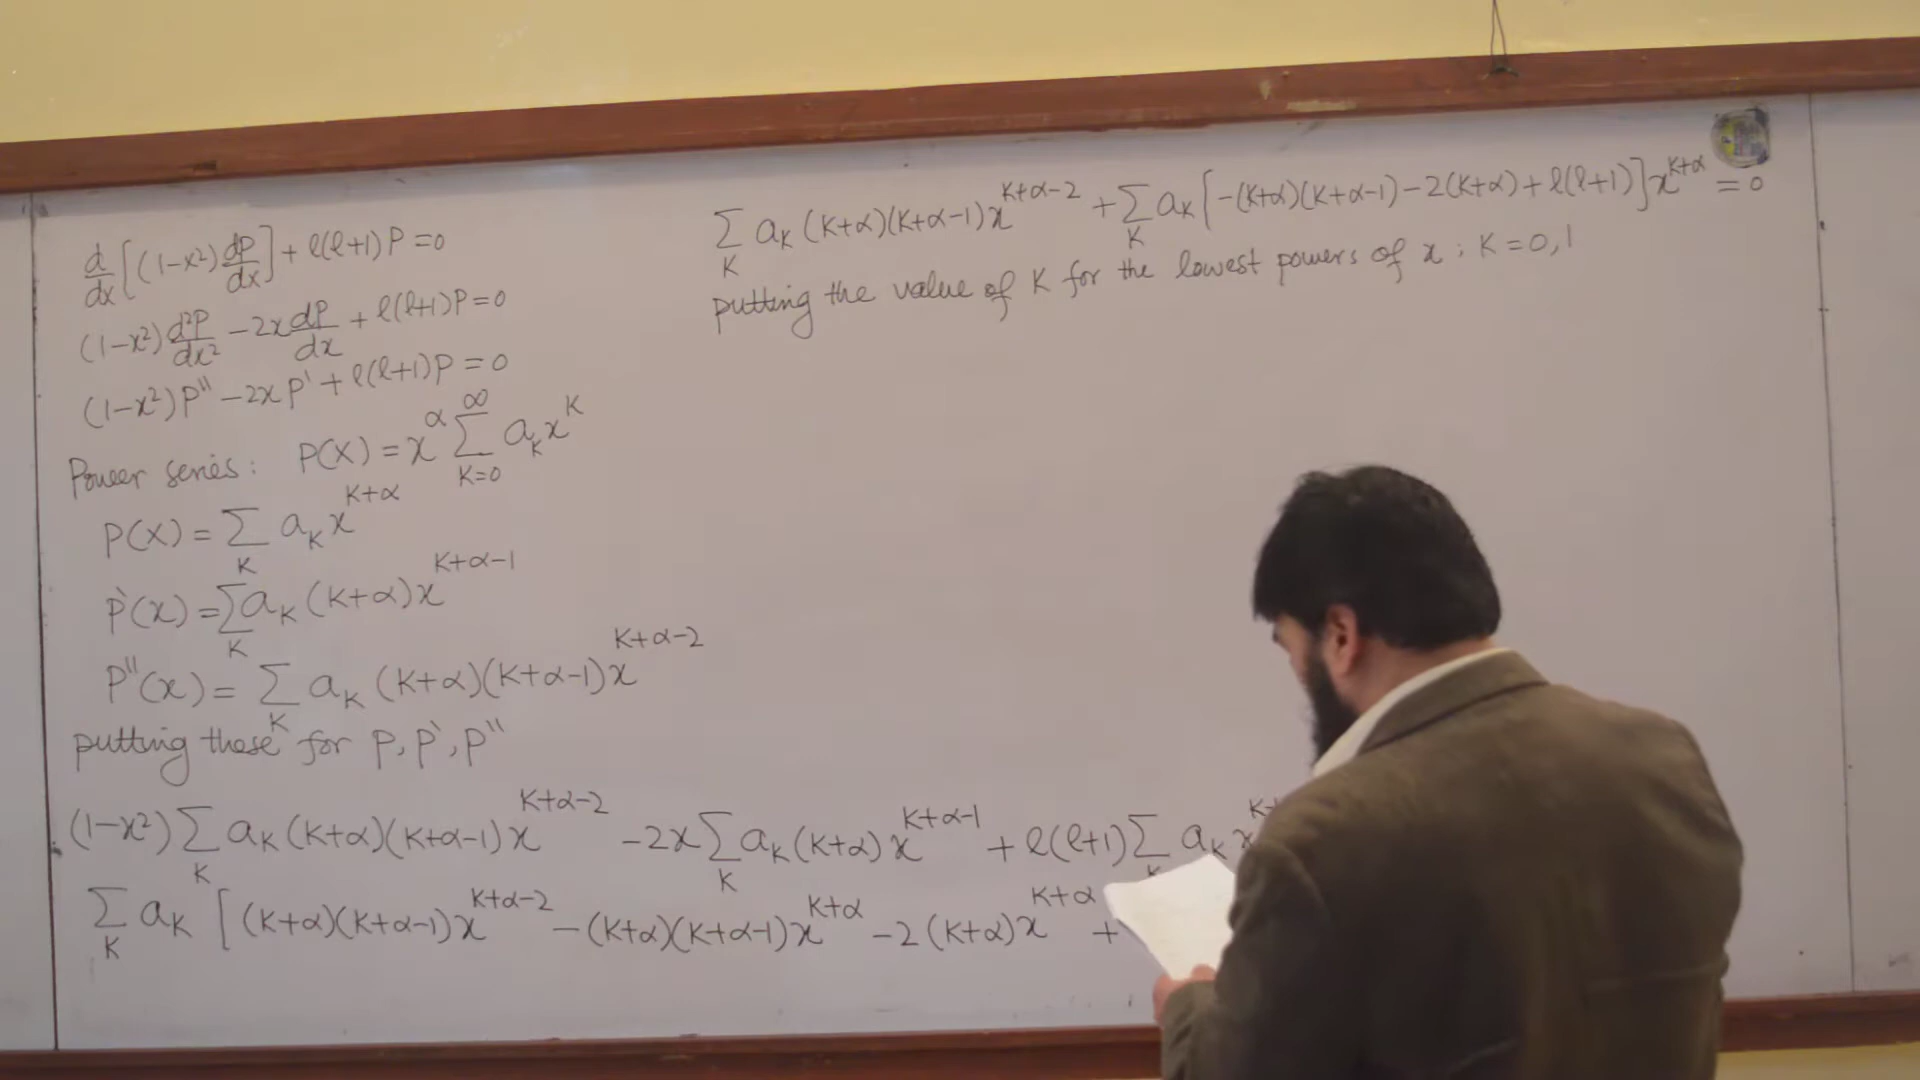 d/dx[(1-x²)dP/dx] + ℓ(ℓ+1)P = 0
(1-x²)d²P/dx² - 2x dP/dx + ℓ(ℓ+1)P = 0
(1-x²)P'' - 2xP' + ℓ(ℓ+1)P = 0
Power series: P(x) = x^α ∑_{K=0}^{∞} a_K x^K
P(x) = ∑_K a_K x^{K+α}
P'(x) = ∑_K a_K (K+α)x^{K+α-1}
P''(x) = ∑_K a_K (K+α)(K+α-1)x^{K+α-2}
putting these for P, P', P''
(1-x²)∑_K a_K (K+α)(K+α-1)x^{K+α-2} - 2x∑_K a_K (K+α)x^{K+α-1} + ℓ(ℓ+1)∑_K a_K x
∑_K a_K [(K+α)(K+α-1)x^{K+α-2} - (K+α)(K+α-1)x^{K+α} - 2(K+α)x^{K+α} +
∑_K a_K (K+α)(K+α-1)x^{K+α-2} + ∑_K a_K [-(K+α)(K+α-1) - 2(K+α) + ℓ(ℓ+1)]x^{K+α} = 0
putting the value of K for the lowest powers of x ; K = 0,1